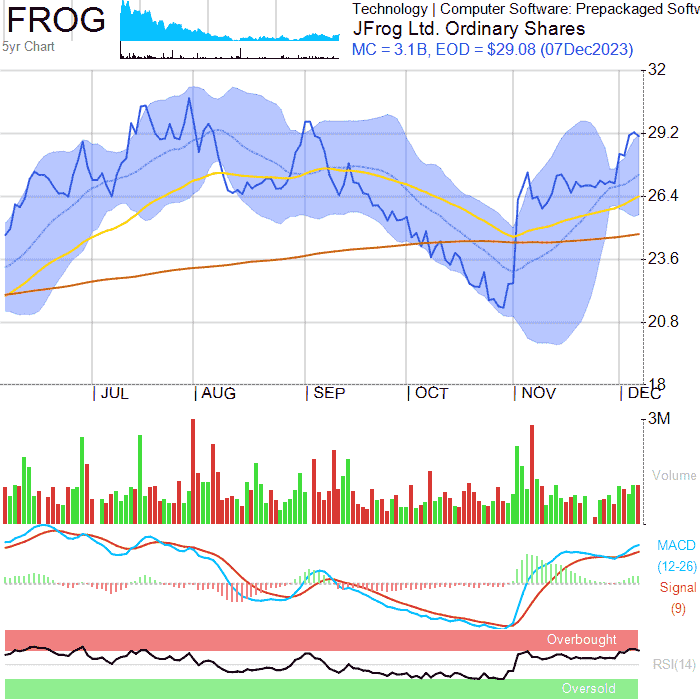 FROG
5yr Chart
Technology | Computer Software: Prepackaged Softw
JFrog Ltd. Ordinary Shares
MC = 3.1B, EOD = $29.08 (07Dec2023)
32
29.2
26.4
23.6
20.8
18
JUL AUG SEP OCT NOV DEC
3M
Volume
MACD
(12-26)
Signal
(9)
Overbought
RSI(14)
Oversold